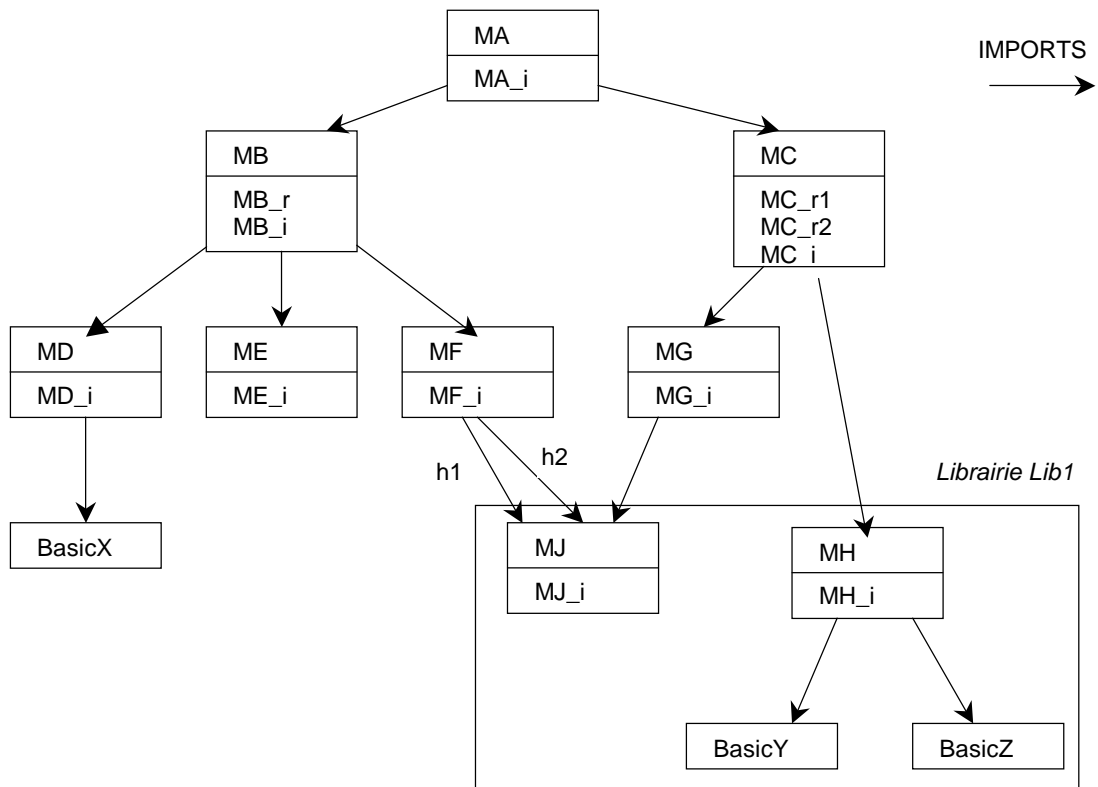 MA
MA_i
IMPORTS
MB
MB_r
MB_i
MC
MC_r1
MC_r2
MC_i
MD
MD_i
ME
ME_i
MF
MF_i
MG
MG_i
h1
h2
Librairie Lib1
BasicX
MJ
MJ_i
MH
MH_i
BasicY
BasicZ